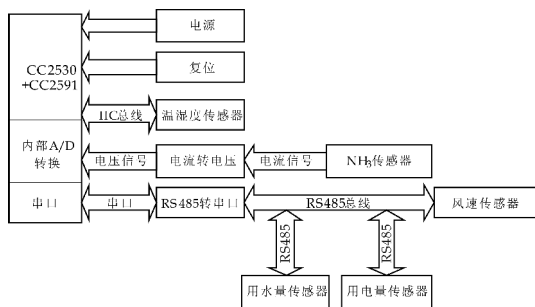 电源
CC2530
+CC2591
复位
IIC总线
温湿度传感器
内部A/D
转换
电压信号
电流转电压
电流信号
NH3传感器
串口
串口
RS485转串口
RS485总线
风速传感器
RS485
RS485
用水量传感器
用电量传感器